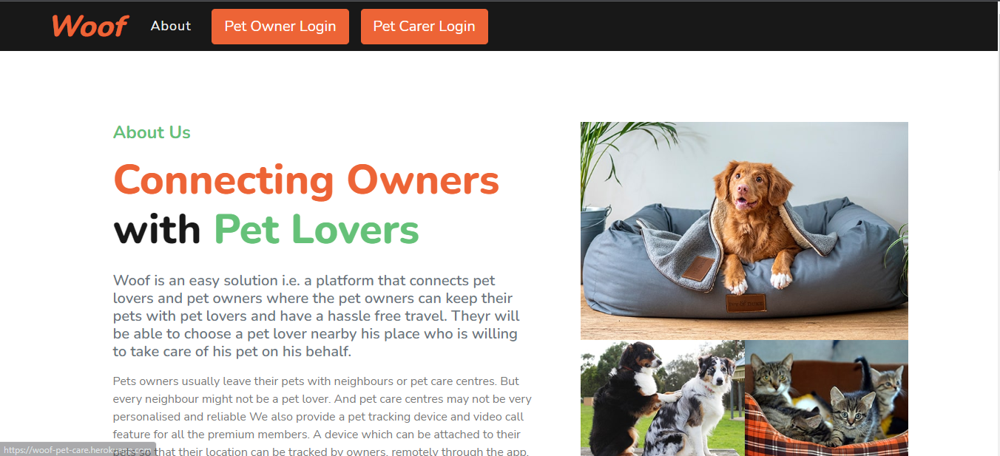 Woof
About
Pet Owner Login
Pet Carer Login
About Us
Connecting Owners
with Pet Lovers
Woof is an easy solution i.e. a platform that connects pet
lovers and pet owners where the pet owners can keep their
pets with pet lovers and have a hassle free travel. Theyr will
be able to choose a pet lover nearby his place who is willing
to take care of his pet on his behalf.
Pets owners usually leave their pets with neighbours or pet care centres. But
every neighbour might not be a pet lover. And pet care centres may not be very
personalised and reliable We also provide a pet tracking device and video call
feature for all the premium members. A device which can be attached to their
pets so that their location can be tracked by owners, remotely through the app.
https://woof-pet-care.herokuapp.com